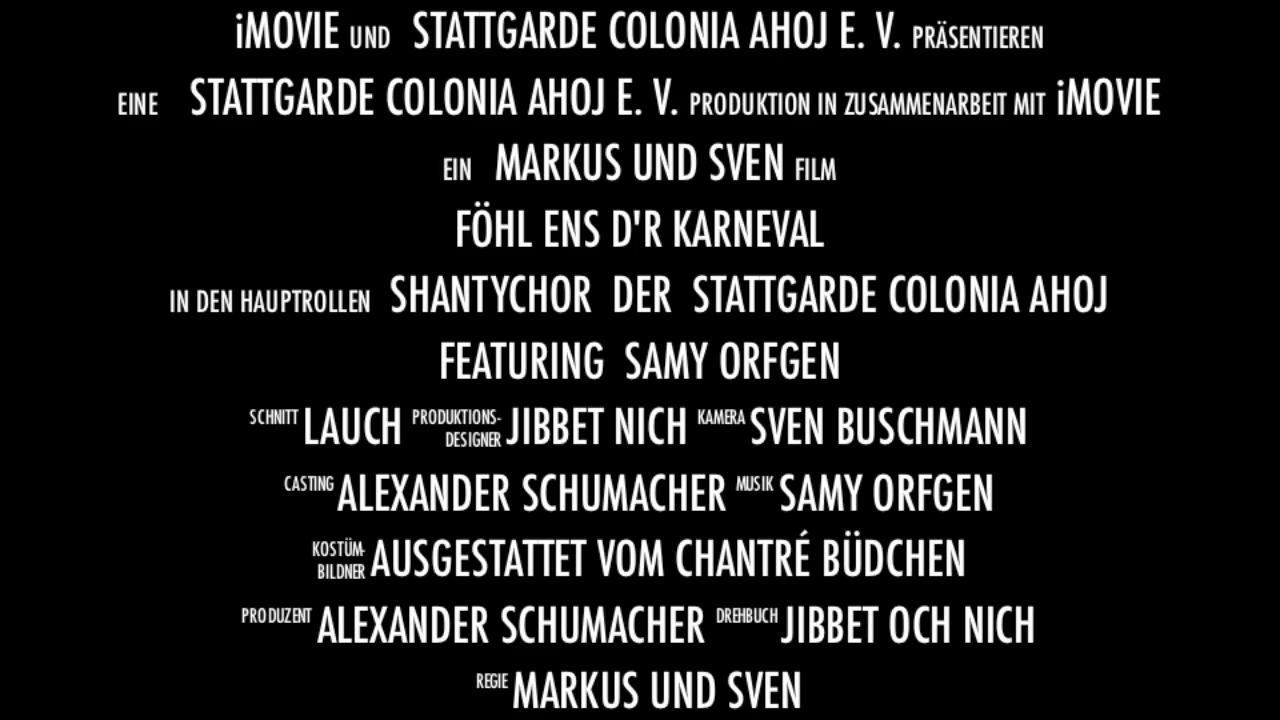 iMOVIE UND STATTGARDE COLONIA AHOJ E. V. PRÄSENTIEREN
EINE STATTGARDE COLONIA AHOJ E. V. PRODUKTION IN ZUSAMMENARBEIT MIT iMOVIE
EIN MARKUS UND SVEN FILM
FÖHL ENS D'R KARNEVAL
IN DEN HAUPTROLLEN SHANTYCHOR DER STATTGARDE COLONIA AHOJ
FEATURING SAMY ORFGEN
SCHNITT LAUCH PRODUKTIONS-DESIGNER JIBBET NICH KAMERA SVEN BUSCHMANN
CASTING ALEXANDER SCHUMACHER MUSIK SAMY ORFGEN
KOSTÜM-BILDNER AUSGESTATTET VOM CHANTRÉ BÜDCHEN
PRODUZENT ALEXANDER SCHUMACHER DREHBUCH JIBBET OCH NICH
REGIE MARKUS UND SVEN